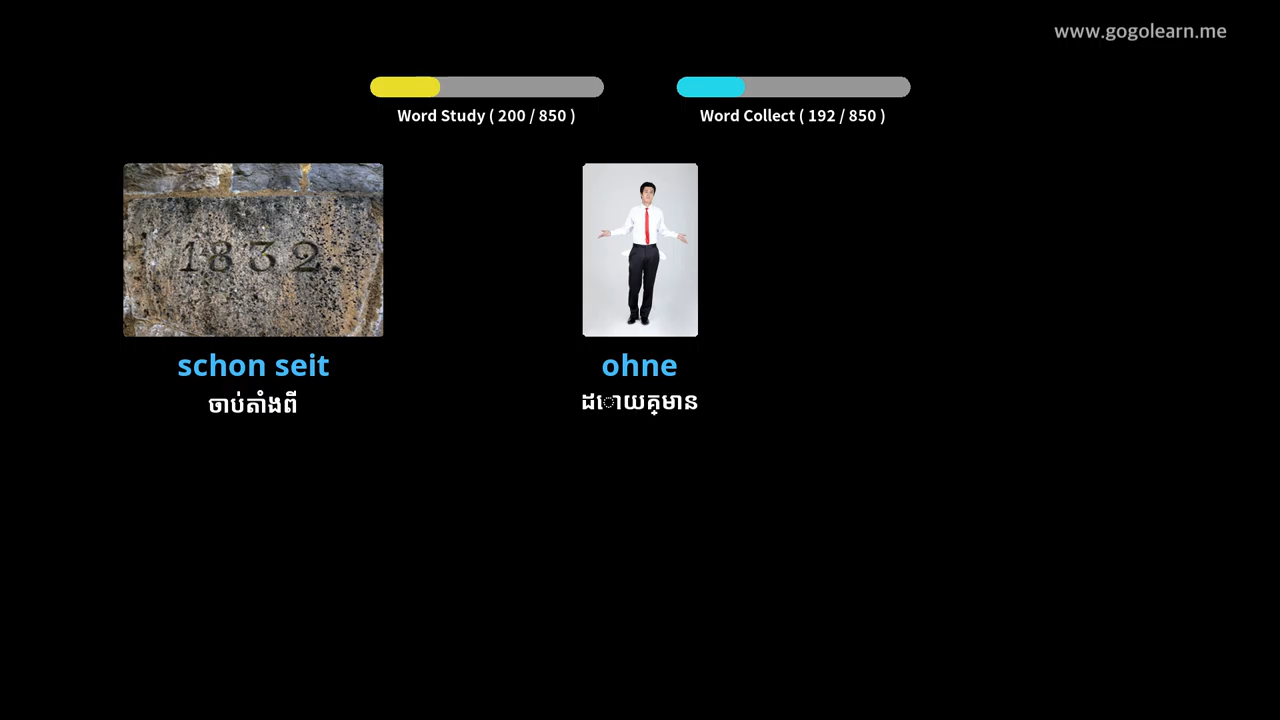 www.gogolearn.me
Word Study ( 200 / 850 )
Word Collect ( 192 / 850 )
1832.
schon seit
ohne
ចាប់តាំងពី
ដោយគ្មាន